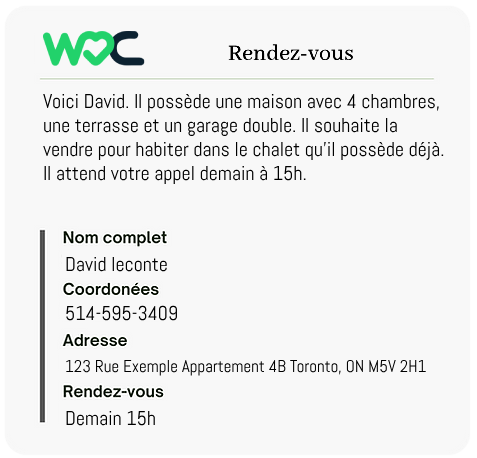 WOC
Rendez-vous
Voici David. Il possède une maison avec 4 chambres,
une terrasse et un garage double. Il souhaite la
vendre pour habiter dans le chalet qu'il possède déjà.
Il attend votre appel demain à 15h.
Nom complet
David leconte
Coordonées
514-595-3409
Adresse
123 Rue Exemple Appartement 4B Toronto, ON M5V 2H1
Rendez-vous
Demain 15h